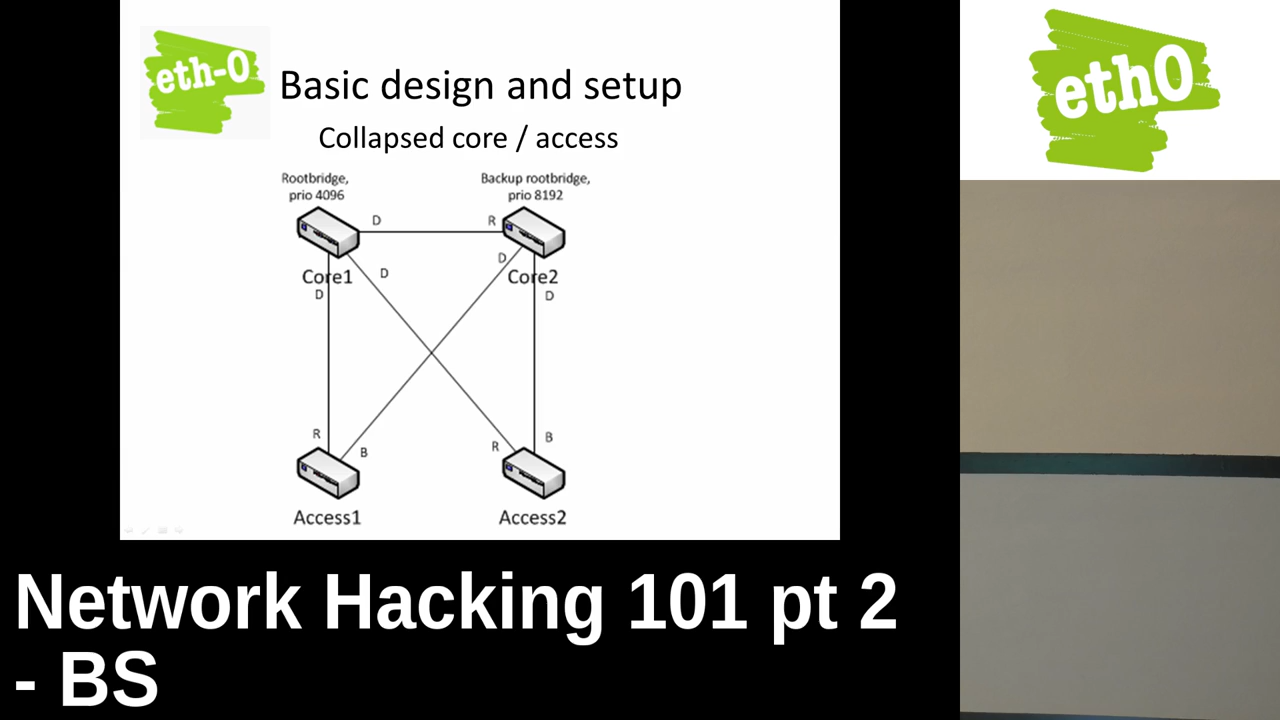 eth-0
Basic design and setup
Collapsed core / access
Rootbridge,
prio 4096
Backup rootbridge,
prio 8192
D
R
Core1
D
D
Core2
D
D
R
B
R
B
Access1
Access2
eth0
Network Hacking 101 pt 2
- BS